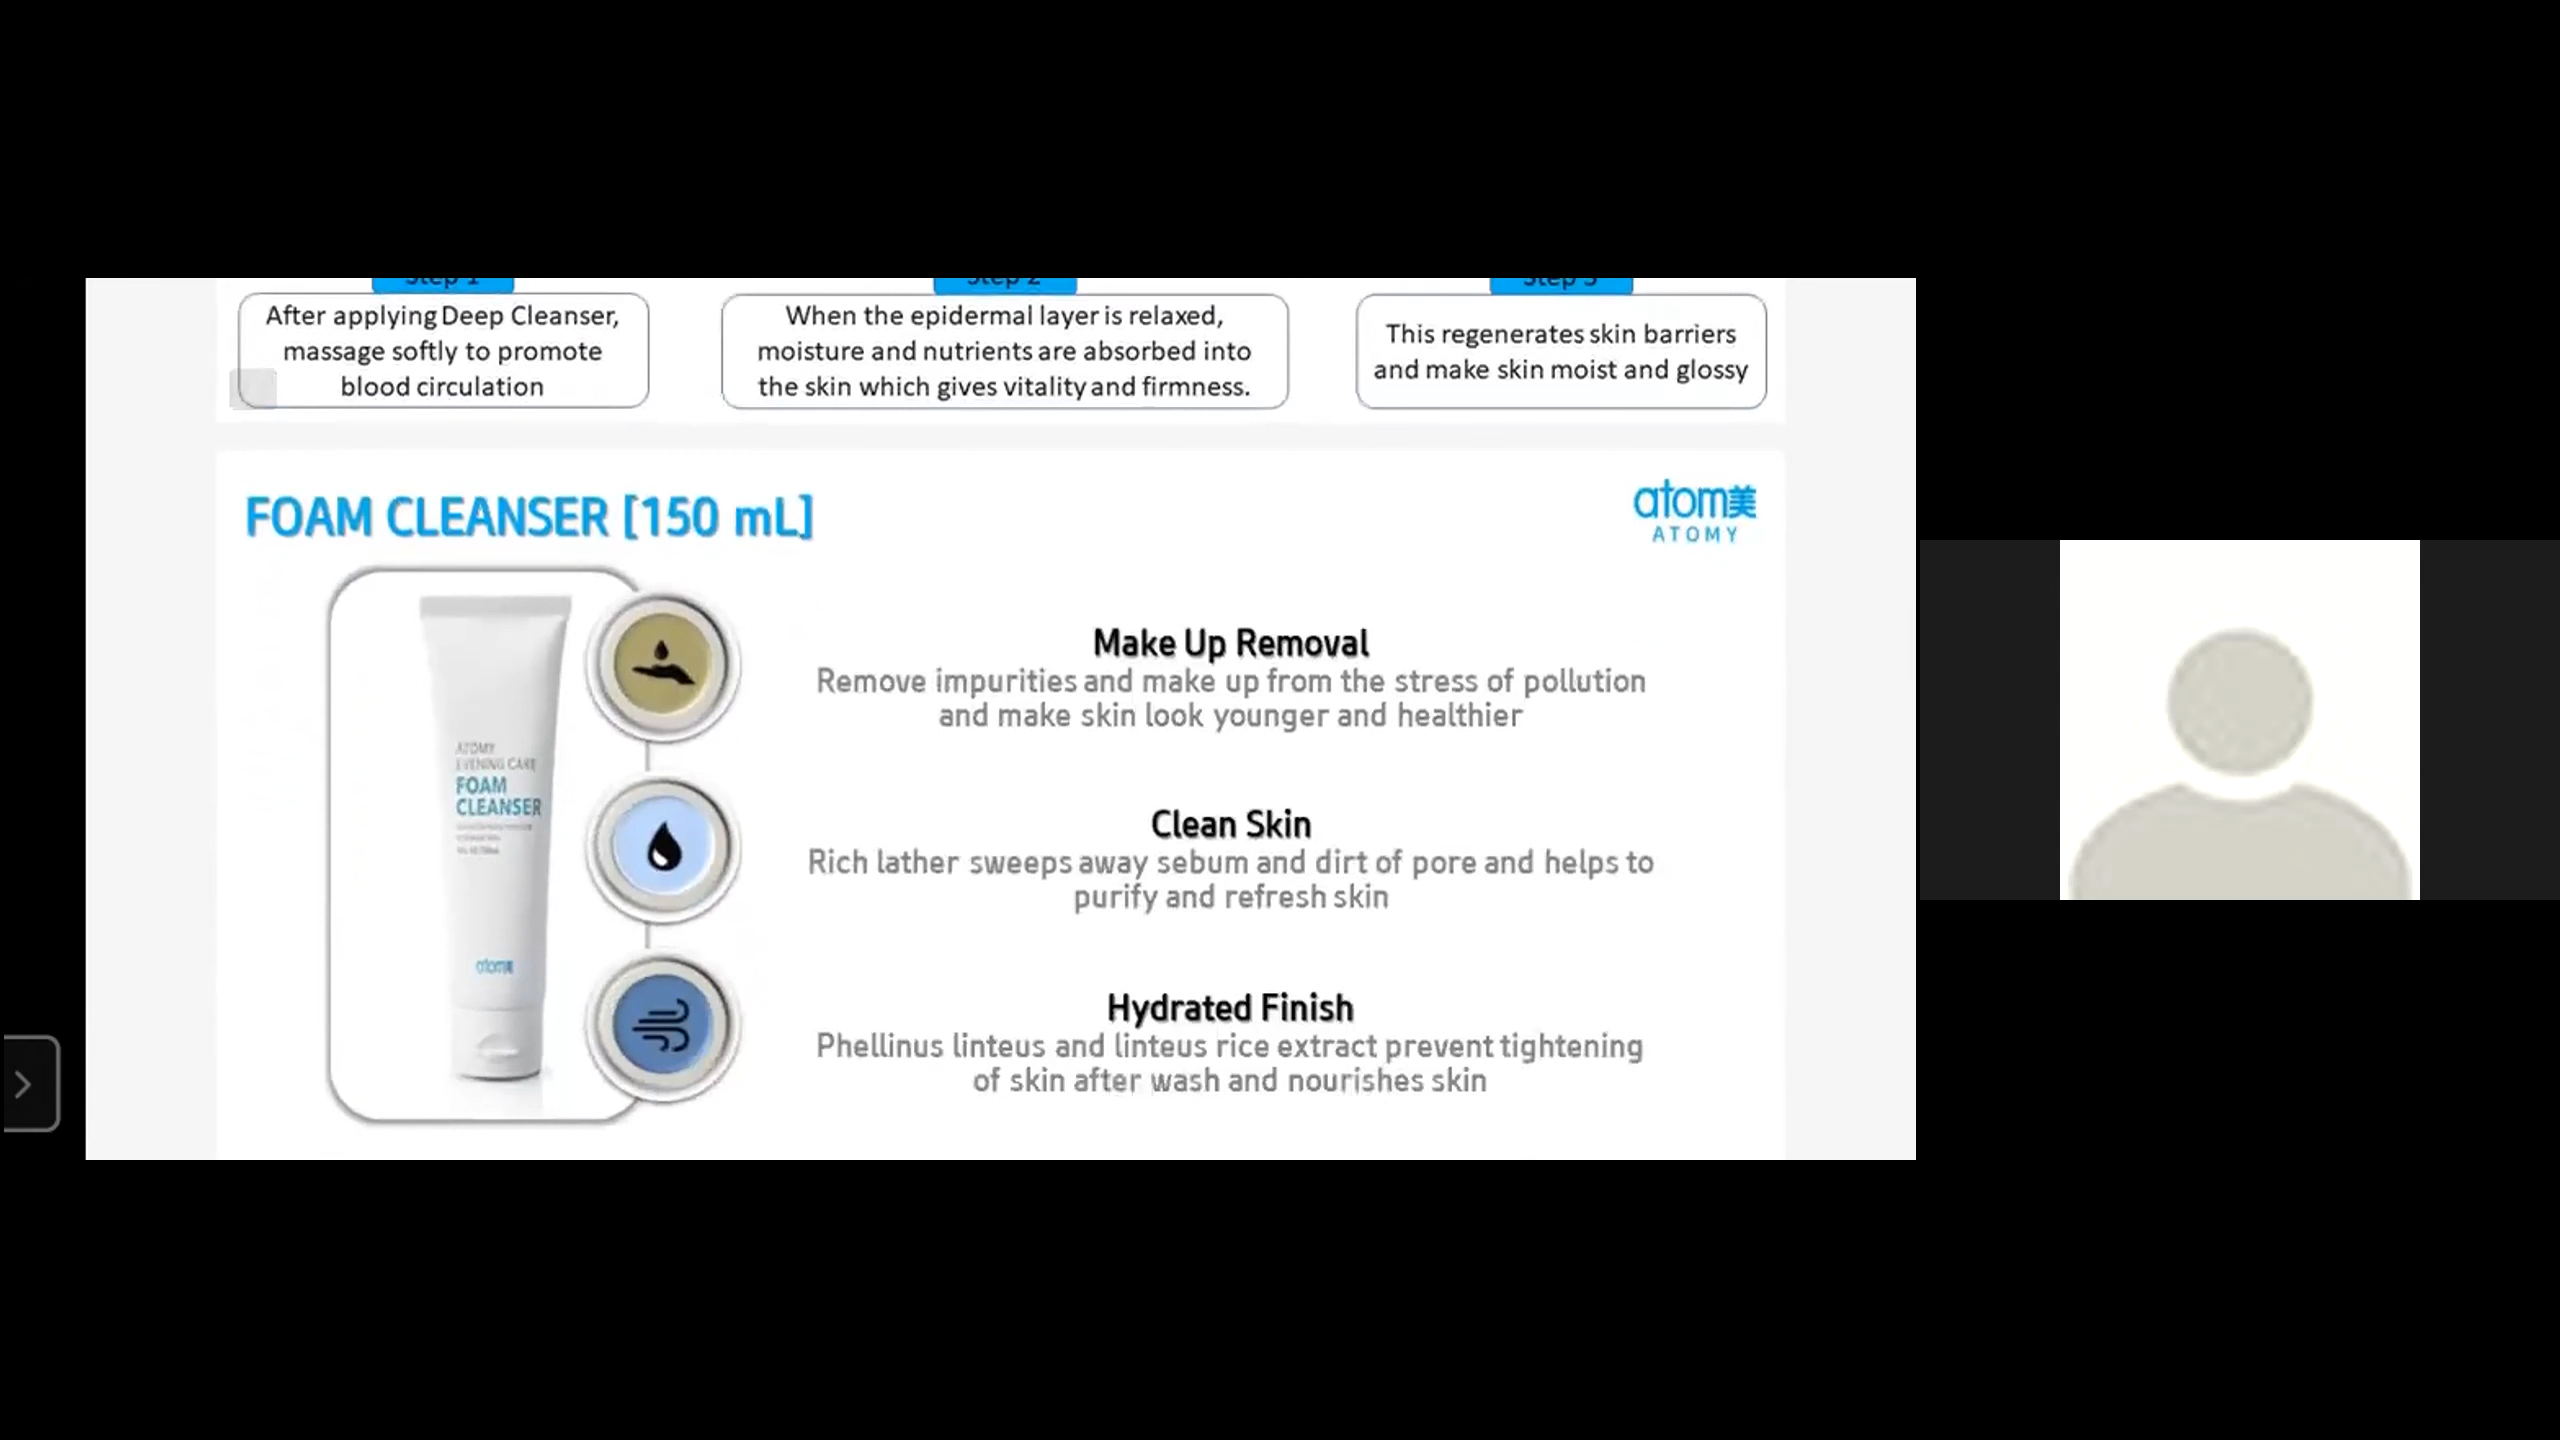 Step 1
After applying Deep Cleanser,
massage softly to promote
blood circulation
Step 2
When the epidermal layer is relaxed,
moisture and nutrients are absorbed into
the skin which gives vitality and firmness.
Step 3
This regenerates skin barriers
and make skin moist and glossy
FOAM CLEANSER [150 mL]
atom美
ATOMY
ATOMY
EVENING CARE
FOAM
CLEANSER
atom美
Make Up Removal
Remove impurities and make up from the stress of pollution
and make skin look younger and healthier
Clean Skin
Rich lather sweeps away sebum and dirt of pore and helps to
purify and refresh skin
Hydrated Finish
Phellinus linteus and linteus rice extract prevent tightening
of skin after wash and nourishes skin